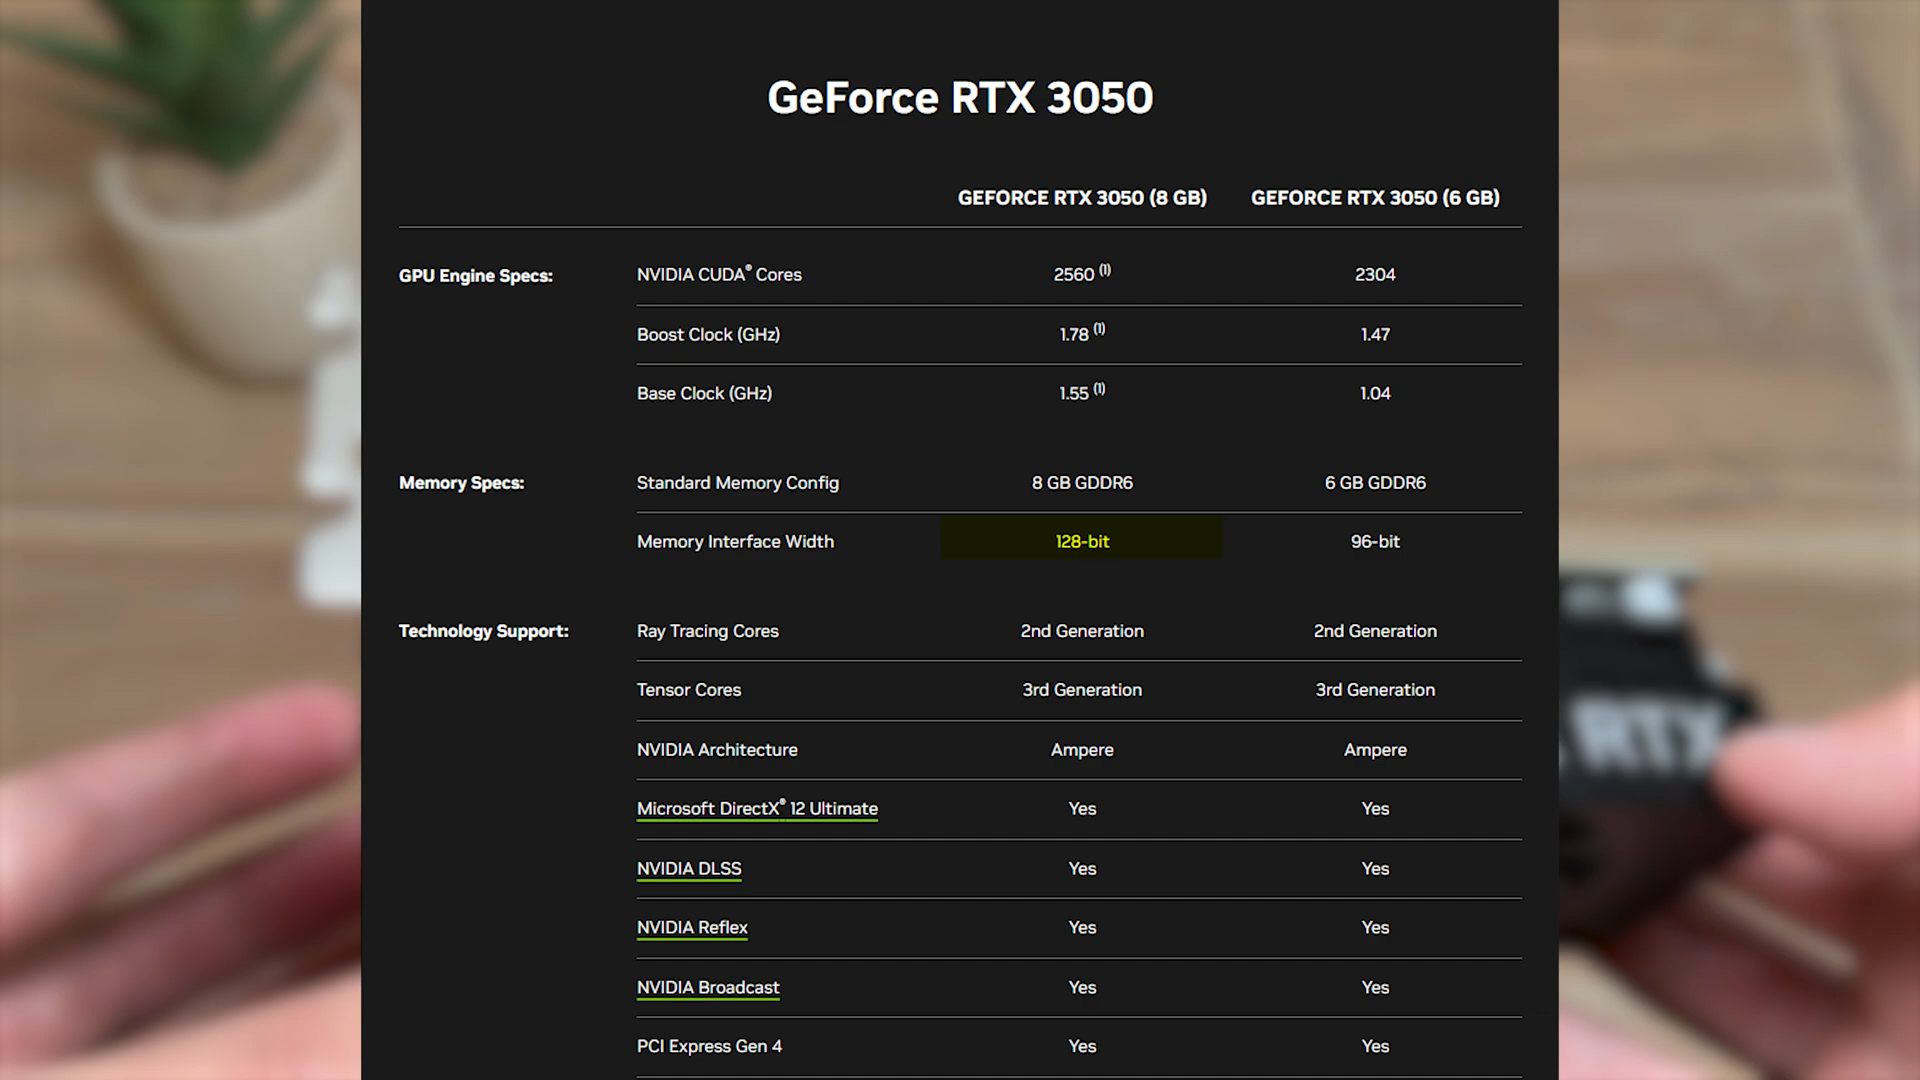 GeForce RTX 3050
GEFORCE RTX 3050 (8 GB) GEFORCE RTX 3050 (6 GB)
GPU Engine Specs: NVIDIA CUDA® Cores 2560 (1) 2304
Boost Clock (GHz) 1.78 (1) 1.47
Base Clock (GHz) 1.55 (1) 1.04
Memory Specs: Standard Memory Config 8 GB GDDR6 6 GB GDDR6
Memory Interface Width 128-bit 96-bit
Technology Support: Ray Tracing Cores 2nd Generation 2nd Generation
Tensor Cores 3rd Generation 3rd Generation
NVIDIA Architecture Ampere Ampere
Microsoft DirectX® 12 Ultimate Yes Yes
NVIDIA DLSS Yes Yes
NVIDIA Reflex Yes Yes
NVIDIA Broadcast Yes Yes
PCI Express Gen 4 Yes Yes
RTX